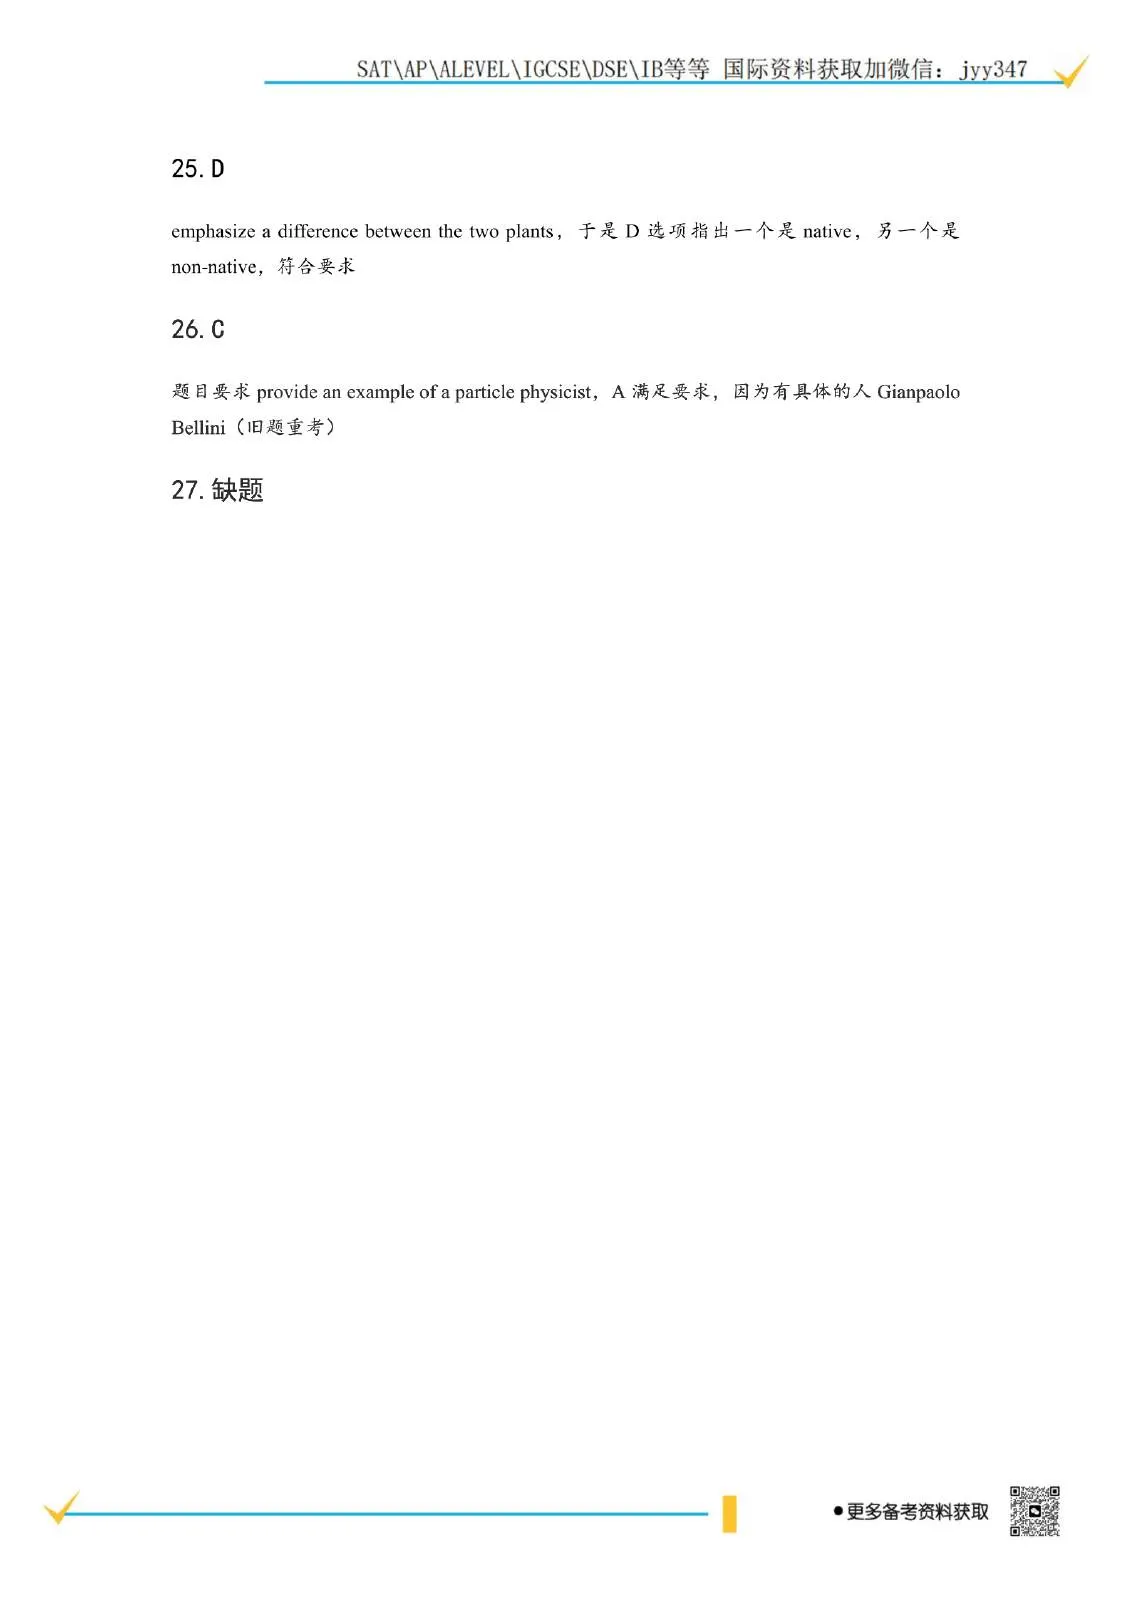 SAT\AP\ALEVEL\IGCSE\DSE\IB等等 国际资料获取加微信：jyy347
25. D
emphasize a difference between the two plants，于是 D 选项指出一个是 native，另一个是
non-native，符合要求
26. C
题目要求 provide an example of a particle physicist，A 满足要求，因为有具体的人 Gianpaolo
Bellini（旧题重考）
27. 缺题
●更多备考资料获取